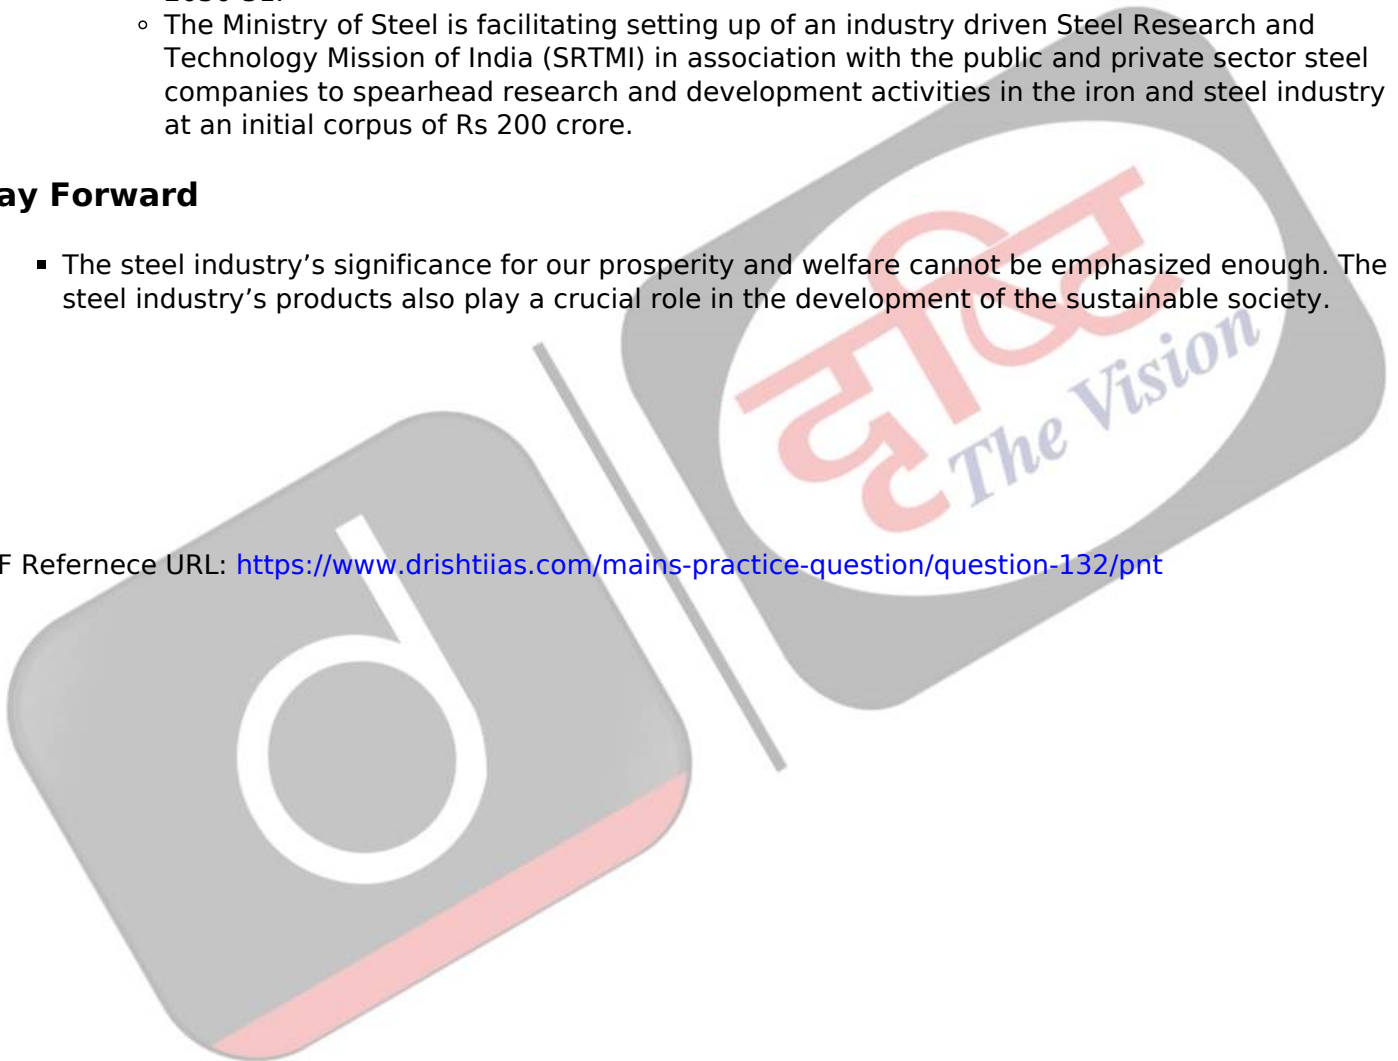 The Ministry of Steel is facilitating setting up of an industry driven Steel Research and
Technology Mission of India (SRTMI) in association with the public and private sector steel
companies to spearhead research and development activities in the iron and steel industry
at an initial corpus of Rs 200 crore.
ay Forward
The steel industry’s significance for our prosperity and welfare cannot be emphasized enough. The
steel industry’s products also play a crucial role in the development of the sustainable society.
दृष्टि
The Vision
F Refernece URL: https://www.drishtiias.com/mains-practice-question/question-132/pnt